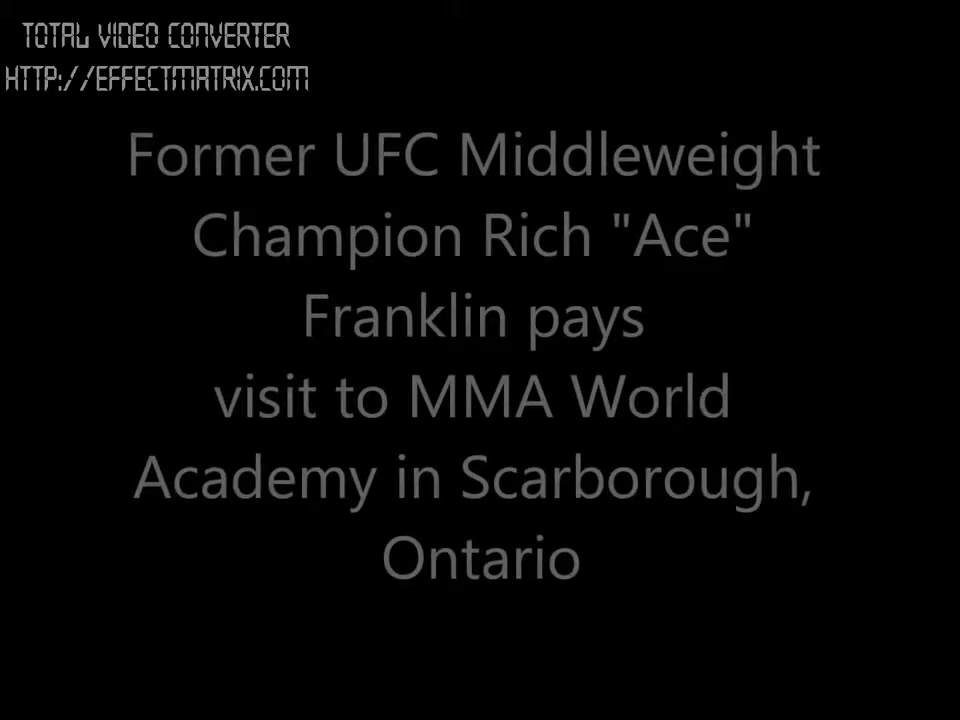 TOTAL VIDEO CONVERTER
HTTP://EFFECTMATRIX.COM
Former UFC Middleweight
Champion Rich "Ace"
Franklin pays
visit to MMA World
Academy in Scarborough,
Ontario